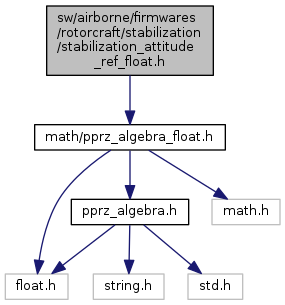 sw/airborne/firmwares
/rotorcraft/stabilization
/stabilization_attitude
_ref_float.h
math/pprz_algebra_float.h
pprz_algebra.h
math.h
float.h
string.h
std.h